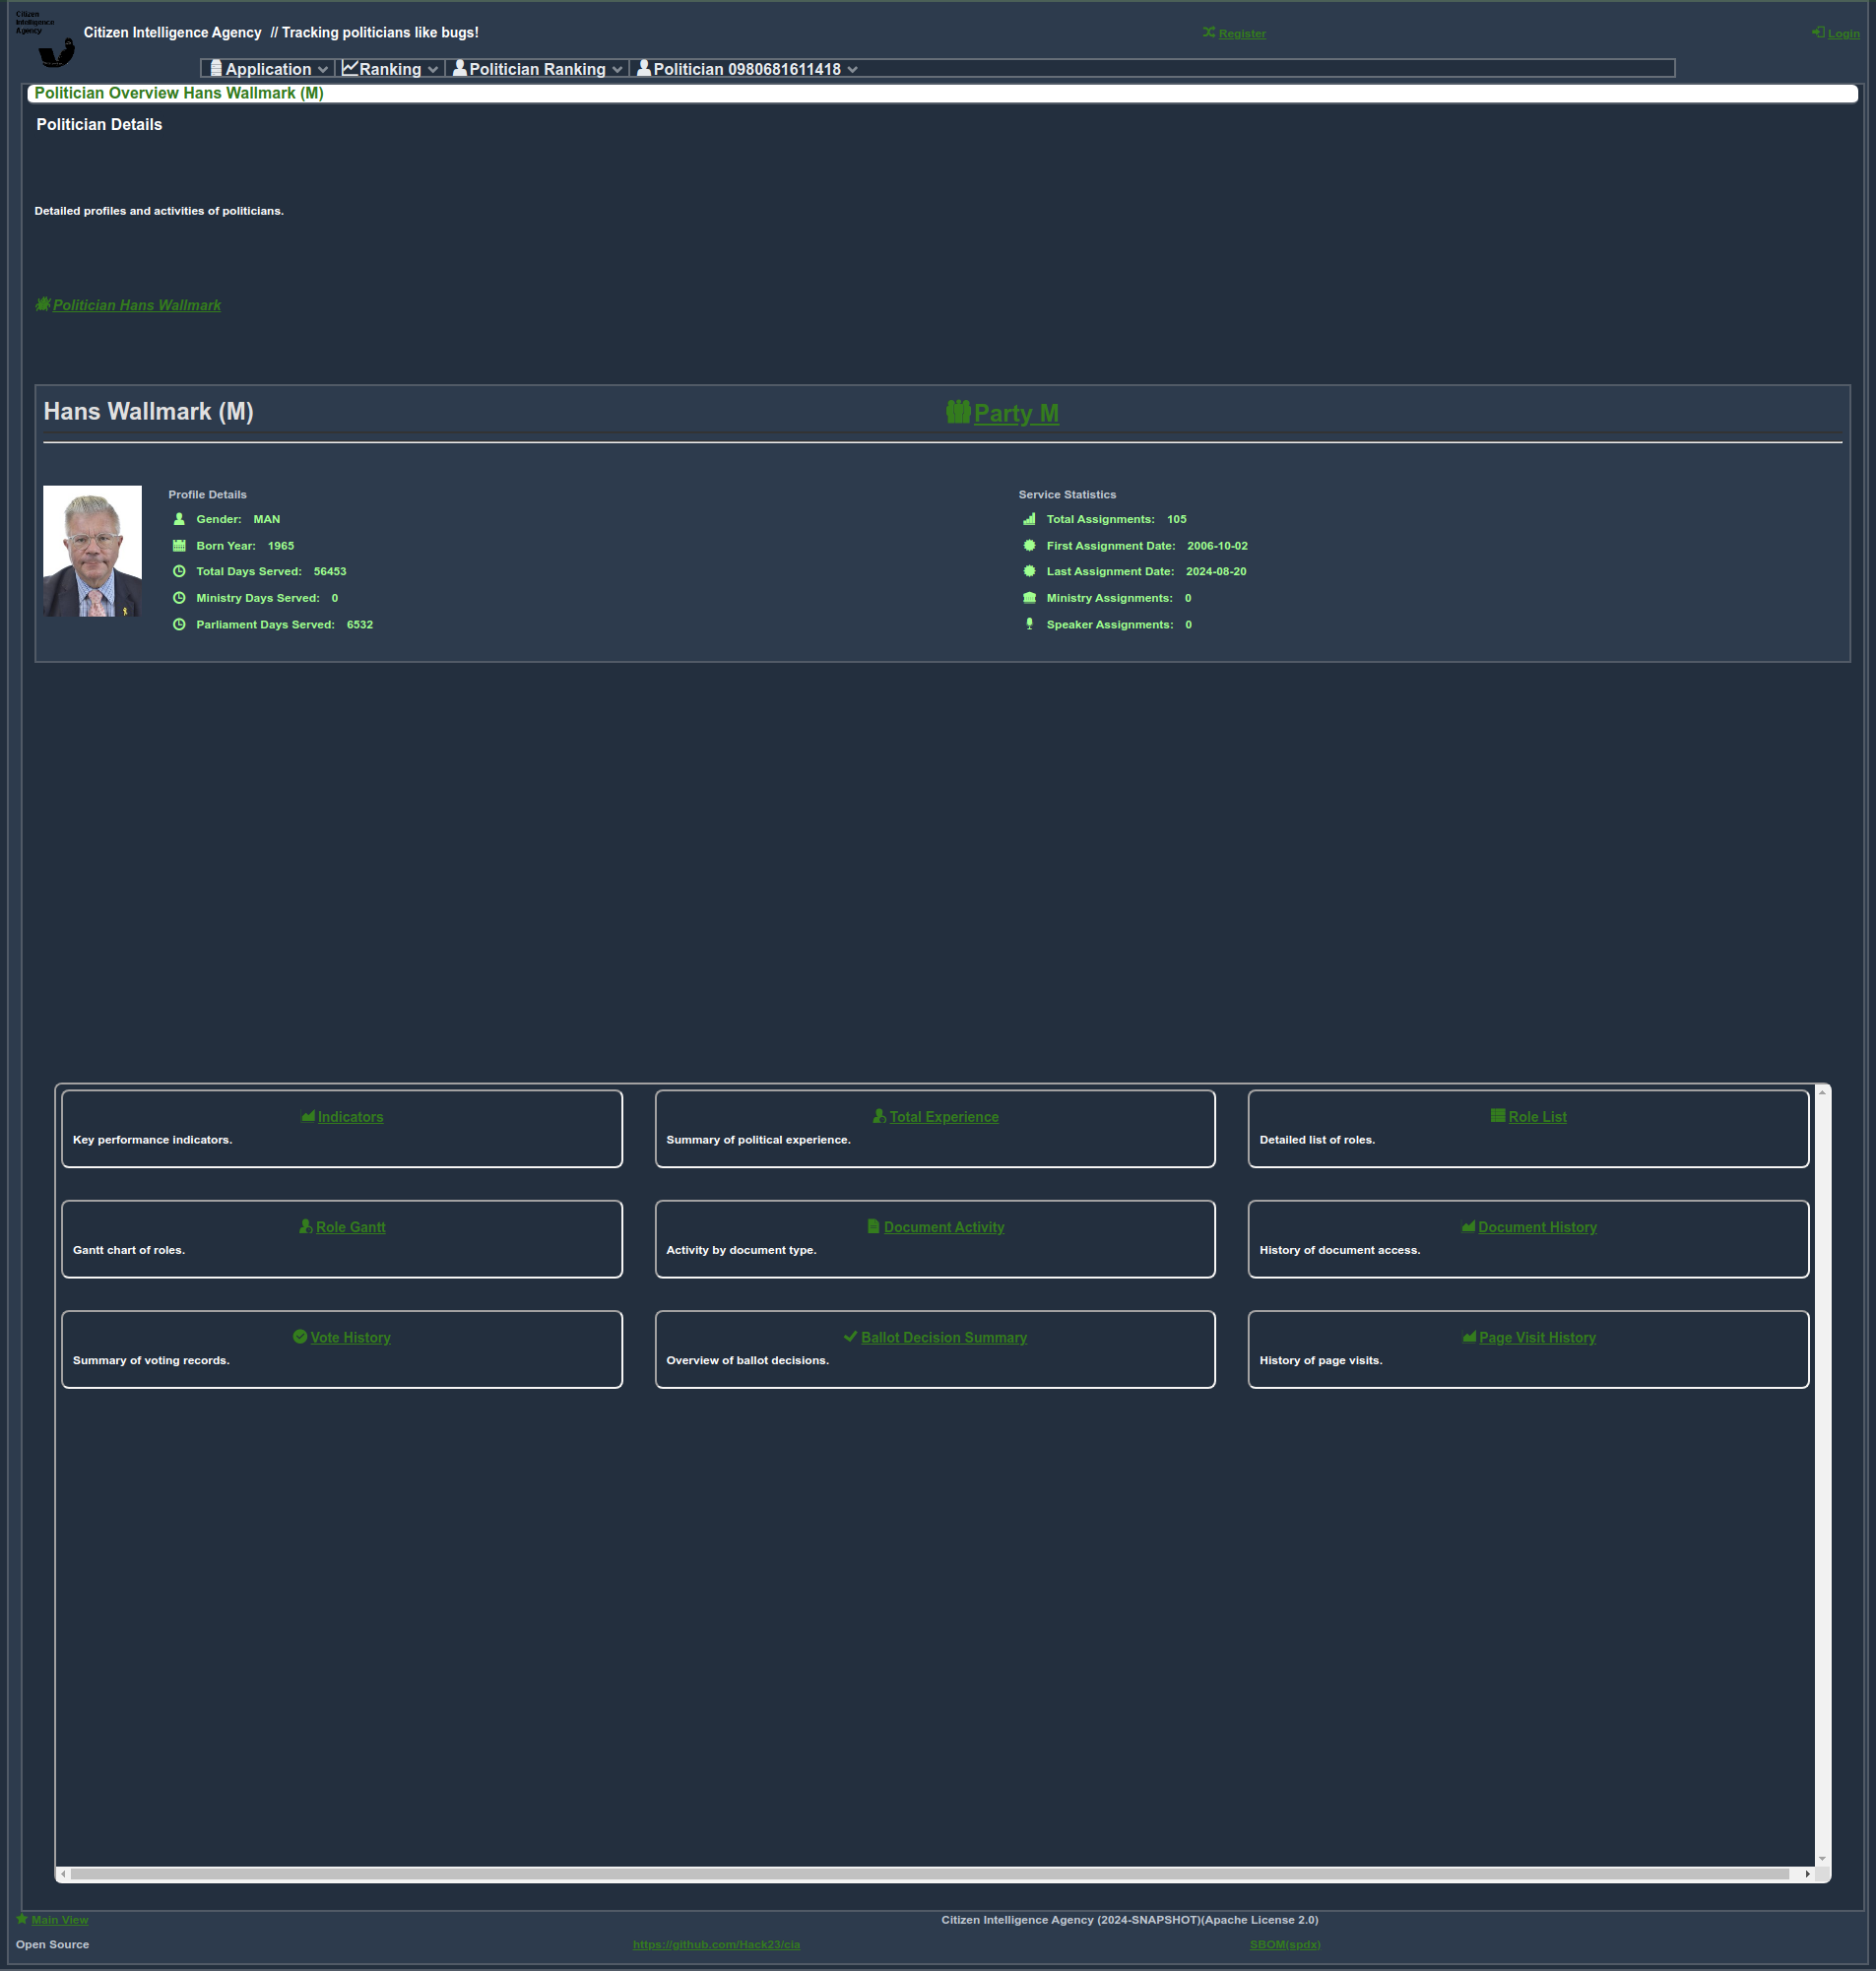 Citizen
Intelligence
Agency
Citizen Intelligence Agency // Tracking politicians like bugs!
Register
Login
Application
Ranking
Politician Ranking
Politician 0980681611418
Politician Overview Hans Wallmark (M)
Politician Details
Detailed profiles and activities of politicians.
Politician Hans Wallmark
Hans Wallmark (M)
Party M
Profile Details
Gender: MAN
Born Year: 1965
Total Days Served: 56453
Ministry Days Served: 0
Parliament Days Served: 6532
Service Statistics
Total Assignments: 105
First Assignment Date: 2006-10-02
Last Assignment Date: 2024-08-20
Ministry Assignments: 0
Speaker Assignments: 0
Indicators
Key performance indicators.
Total Experience
Summary of political experience.
Role List
Detailed list of roles.
Role Gantt
Gantt chart of roles.
Document Activity
Activity by document type.
Document History
History of document access.
Vote History
Summary of voting records.
Ballot Decision Summary
Overview of ballot decisions.
Page Visit History
History of page visits.
Main View
Citizen Intelligence Agency (2024-SNAPSHOT)(Apache License 2.0)
Open Source
https://github.com/Hack23/cia
SBOM(spdx)